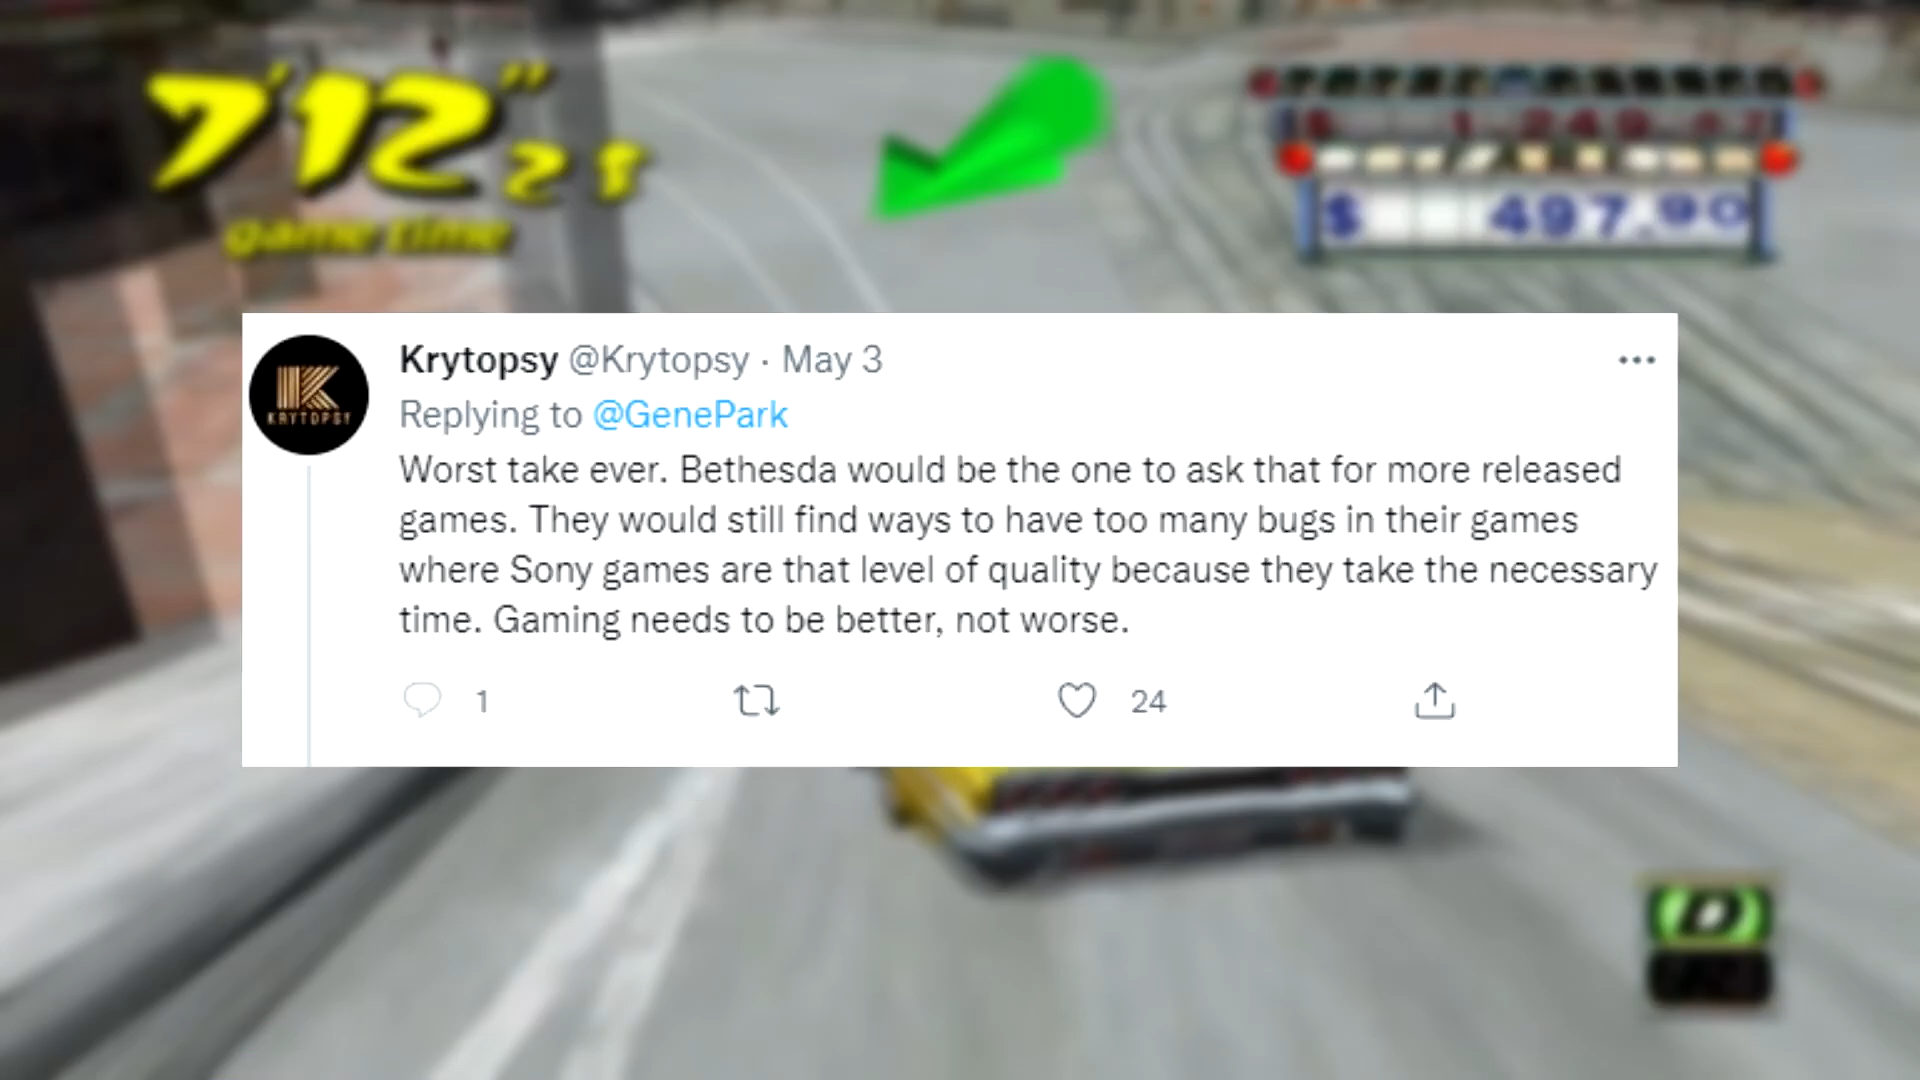 7'12"28
game time
$ 497.90
Krytopsy @Krytopsy · May 3
KRYTOPSY
Replying to @GenePark
Worst take ever. Bethesda would be the one to ask that for more released
games. They would still find ways to have too many bugs in their games
where Sony games are that level of quality because they take the necessary
time. Gaming needs to be better, not worse.
1
24
D